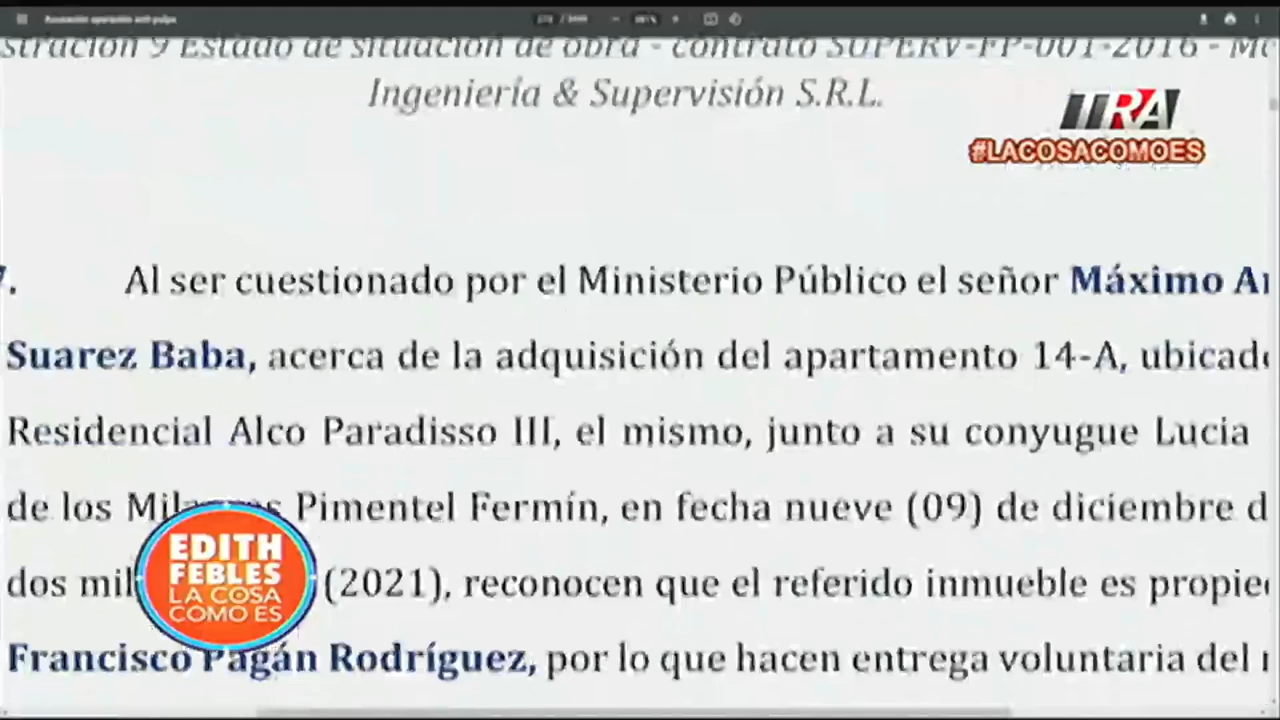 Acusación operación anti pulpo
stración 9 Estado de situación de obra - contrato SUPERV-FP-001-2016 -
Ingeniería & Supervisión S.R.L.
TRA
#LACOSACOMOES
7. Al ser cuestionado por el Ministerio Público el señor Máximo
Suarez Baba, acerca de la adquisición del apartamento 14-A,
Residencial Alco Paradisso III, el mismo, junto a su conyugue Lucia
de los Pimentel Fermín, en fecha nueve (09) de diciembre d
dos mil (2021), reconocen que el referido inmueble es
Francisco Pagán Rodríguez, por lo que hacen entrega voluntaria del
EDITH
FEBLES
LA COSA
COMO ES